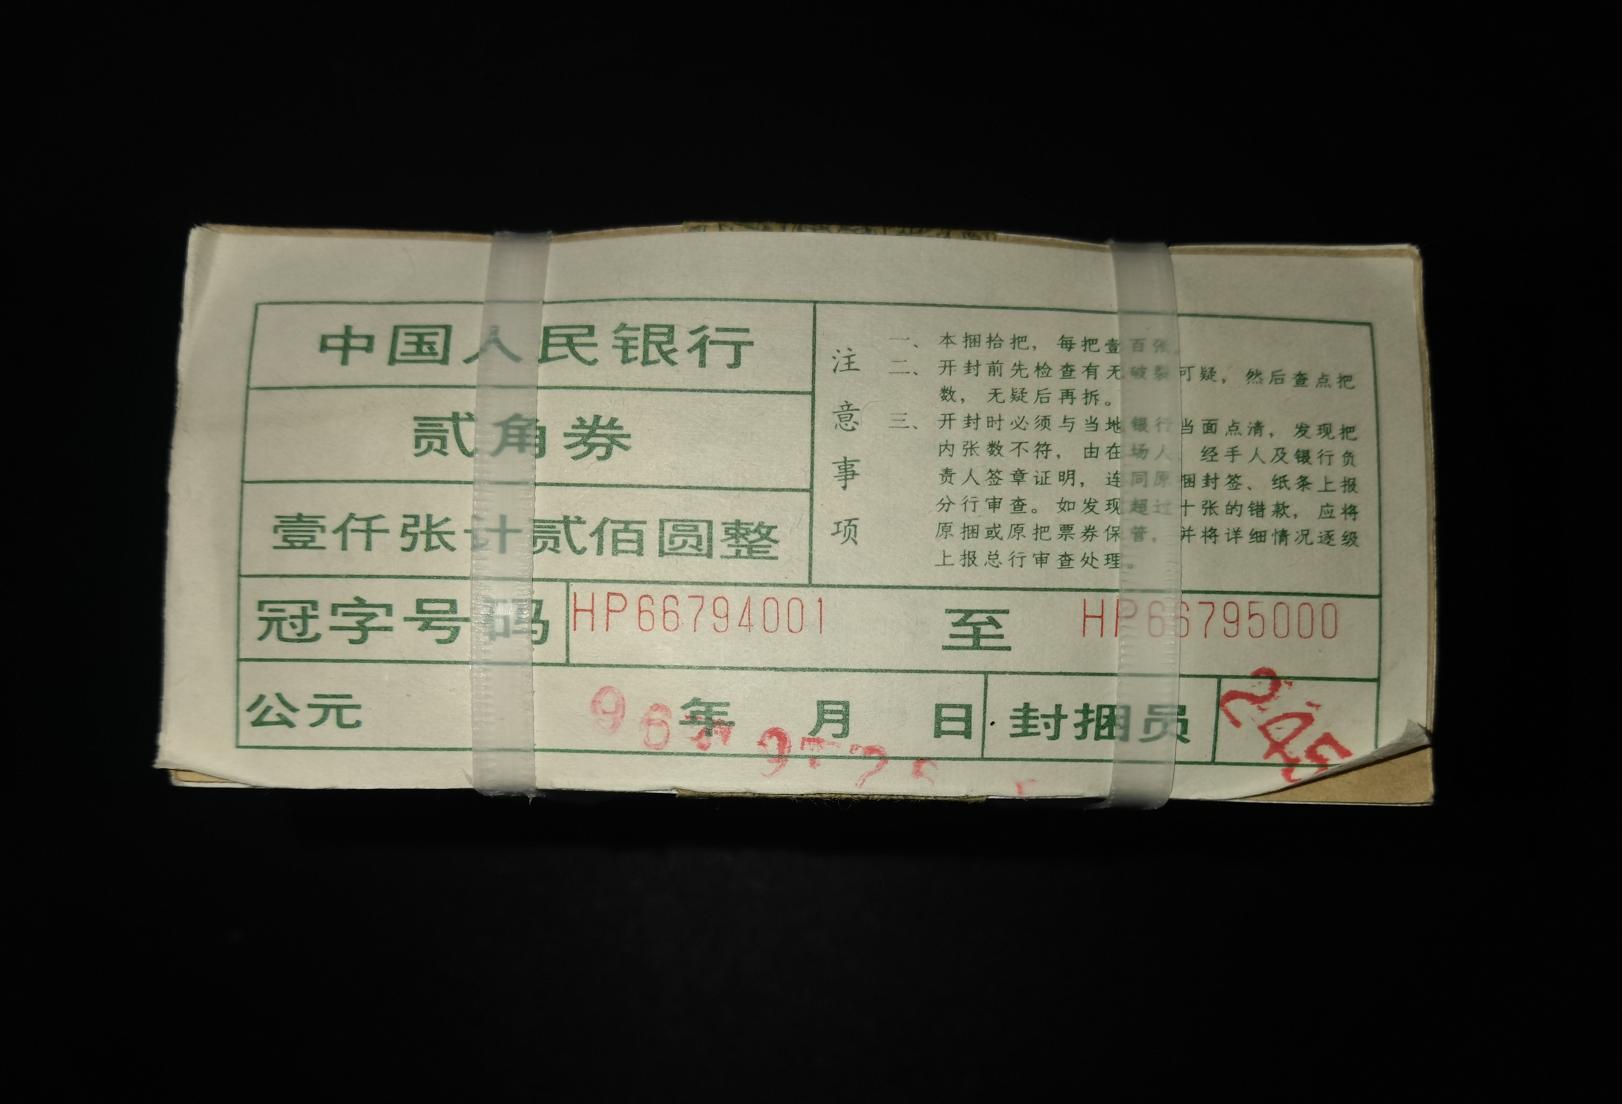 中国人民银行
贰角券
壹仟张计贰佰圆整
注意事项
一、本捆拾把，每把壹百张。
二、开封前先检查有无破裂可疑，然后查点把
数，无疑后再拆。
三、开封时必须与当地银行当面点清，发现把
内张数不符，由在场人、经手人及银行负
责人签章证明，连同原捆封签、纸条上报
分行审查。如发现超过十张的错款，应将
原捆或原把票券保管，并将详细情况逐级
上报总行审查处理。
冠字号码 HP66794001 至 HP66795000
公元 96年 月 日 封捆员 245